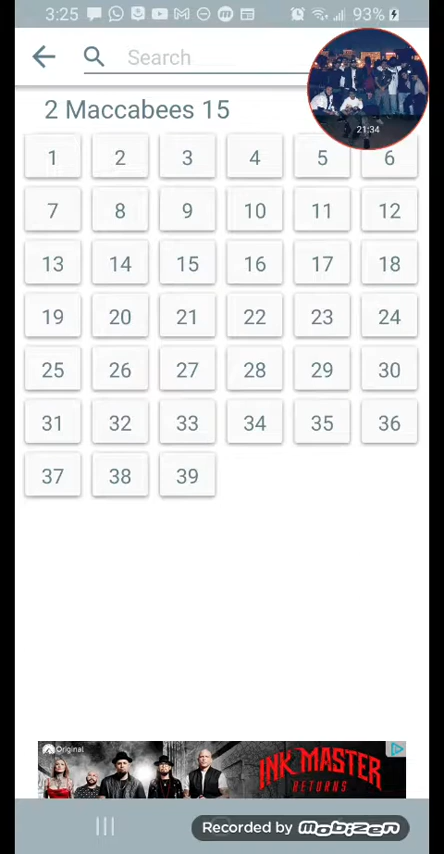 3:25 93%
Search
21:34
2 Maccabees 15
1 2 3 4 5 6
7 8 9 10 11 12
13 14 15 16 17 18
19 20 21 22 23 24
25 26 27 28 29 30
31 32 33 34 35 36
37 38 39
Original
INK MASTER
RETURNS
Recorded by mobizen